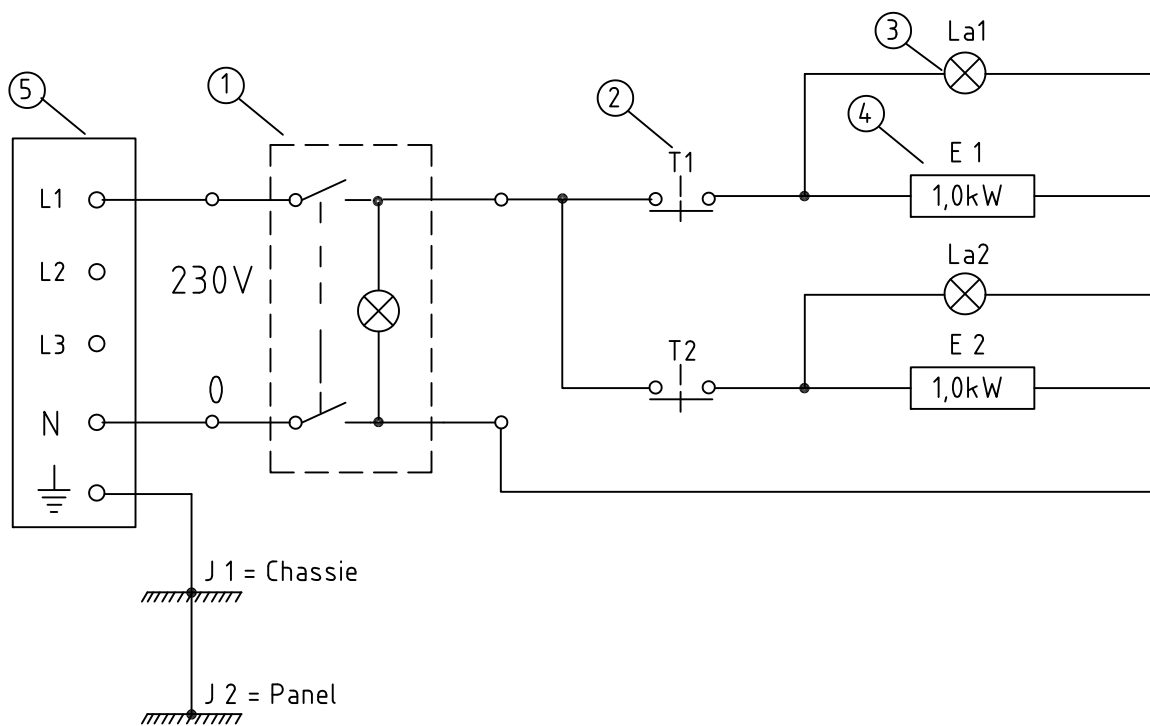 3
La1
5
1
2
4
T1
E 1
L1
1,0kW
La2
L2
230V
L3
T2
E 2
0
1,0kW
N
J 1 = Chassie
J 2 = Panel